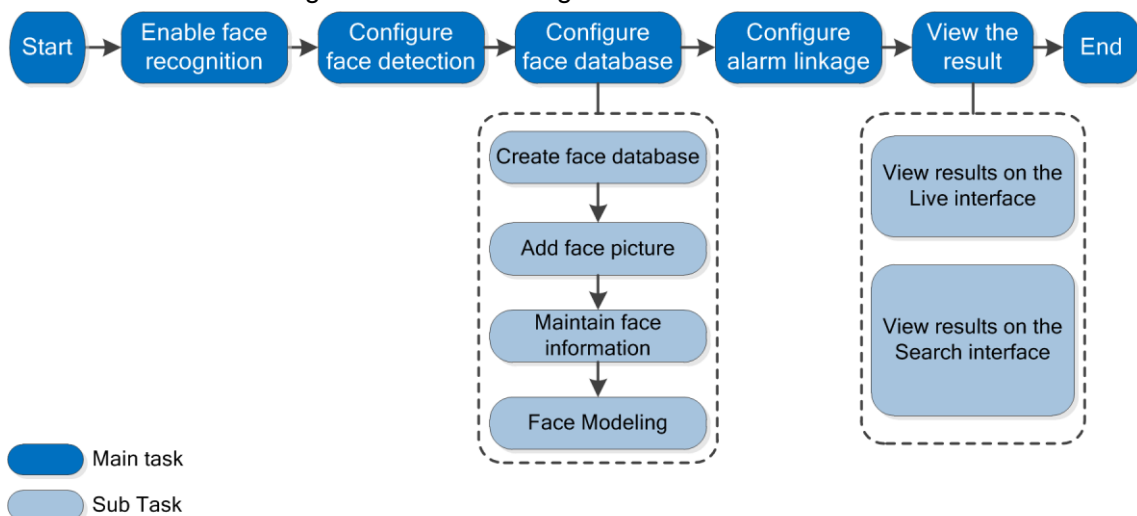 Start
Enable face
recognition
Configure
face detection
Configure
face database
Configure
alarm linkage
View the
result
End
Create face database
Add face picture
Maintain face
information
Face Modeling
View results on the
Live interface
View results on the
Search interface
Main task
Sub Task